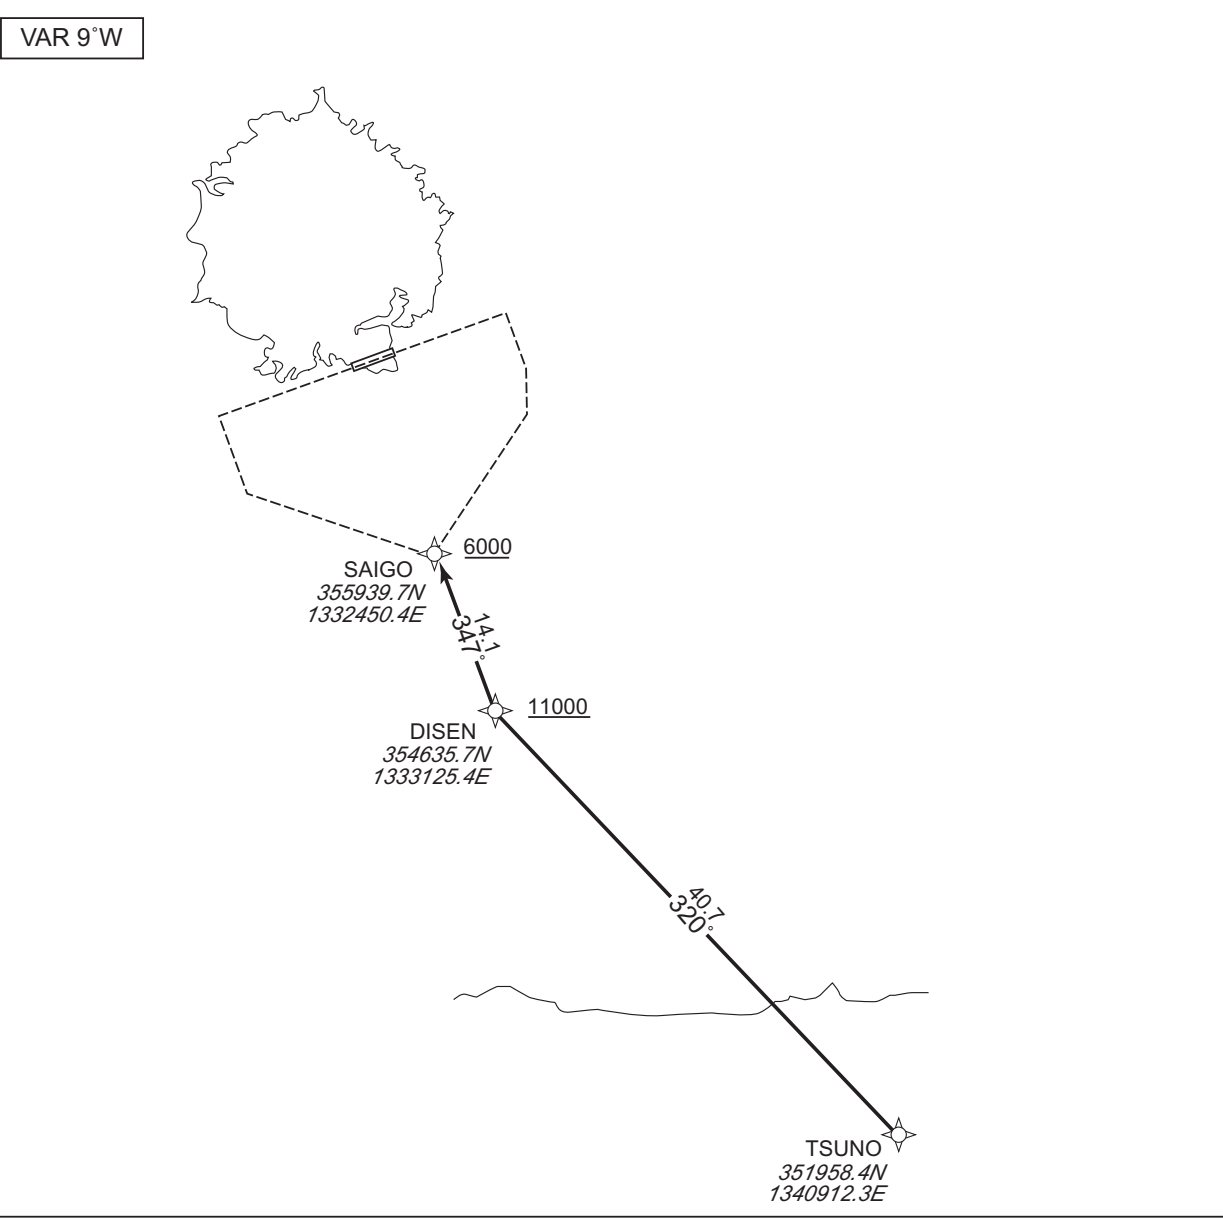 VAR 9˚W
6000
SAIGO
355939.7N
1332450.4E
14.1
347°
11000
DISEN
354635.7N
1333125.4E
40.7
320°
TSUNO
351958.4N
1340912.3E